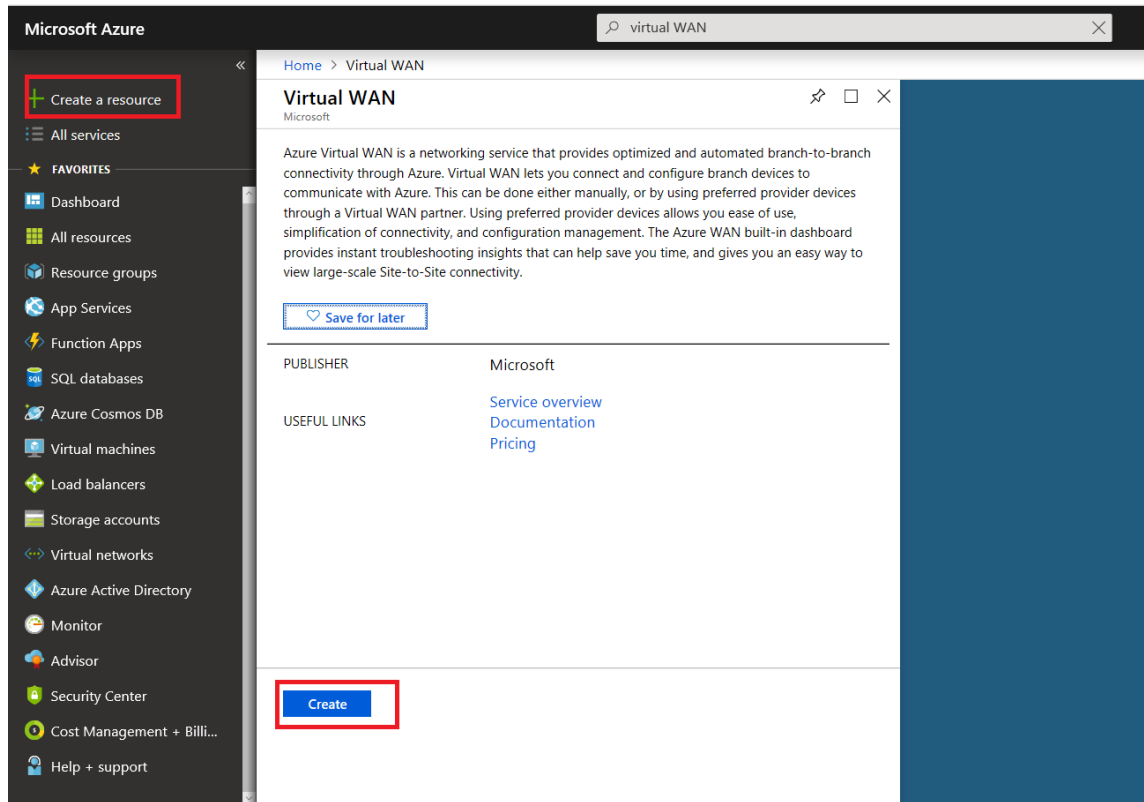 Microsoft Azure
virtual WAN
«
Create a resource
All services
FAVORITES
Dashboard
All resources
Resource groups
App Services
Function Apps
SQL databases
Azure Cosmos DB
Virtual machines
Load balancers
Storage accounts
Virtual networks
Azure Active Directory
Monitor
Advisor
Security Center
Cost Management + Billi...
Help + support
Home > Virtual WAN
Virtual WAN
Microsoft
Azure Virtual WAN is a networking service that provides optimized and automated branch-to-branch
connectivity through Azure. Virtual WAN lets you connect and configure branch devices to
communicate with Azure. This can be done either manually, or by using preferred provider devices
through a Virtual WAN partner. Using preferred provider devices allows you ease of use,
simplification of connectivity, and configuration management. The Azure WAN built-in dashboard
provides instant troubleshooting insights that can help save you time, and gives you an easy way to
view large-scale Site-to-Site connectivity.
Save for later
PUBLISHER Microsoft
Service overview
USEFUL LINKS Documentation
Pricing
Create